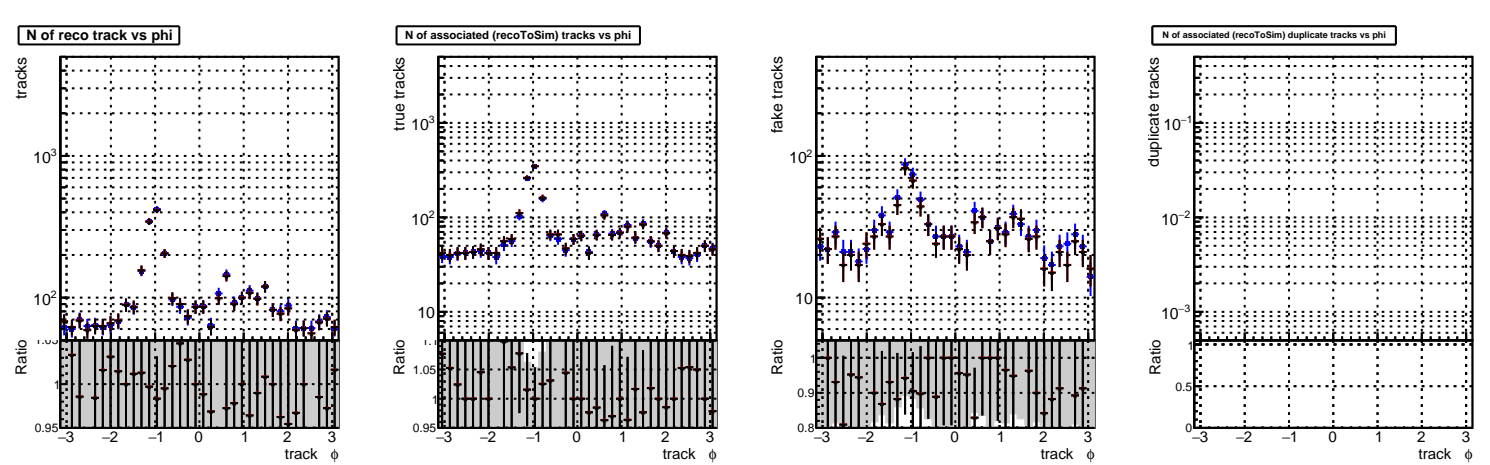 N of reco track vs phi
tracks
10³
10²
Ratio
1
0.95
−3 −2 −1 0 1 2 3
track φ
N of associated (recoToSim) tracks vs phi
true tracks
10³
10²
10
Ratio
1.05
1
0.95
−3 −2 −1 0 1 2 3
track φ
fake tracks
10²
10
Ratio
1
0.9
0.8
−3 −2 −1 0 1 2 3
track φ
N of associated (recoToSim) duplicate tracks vs phi
duplicate tracks
10⁻¹
10⁻²
10⁻³
Ratio
1
0.5
0
−3 −2 −1 0 1 2 3
track φ